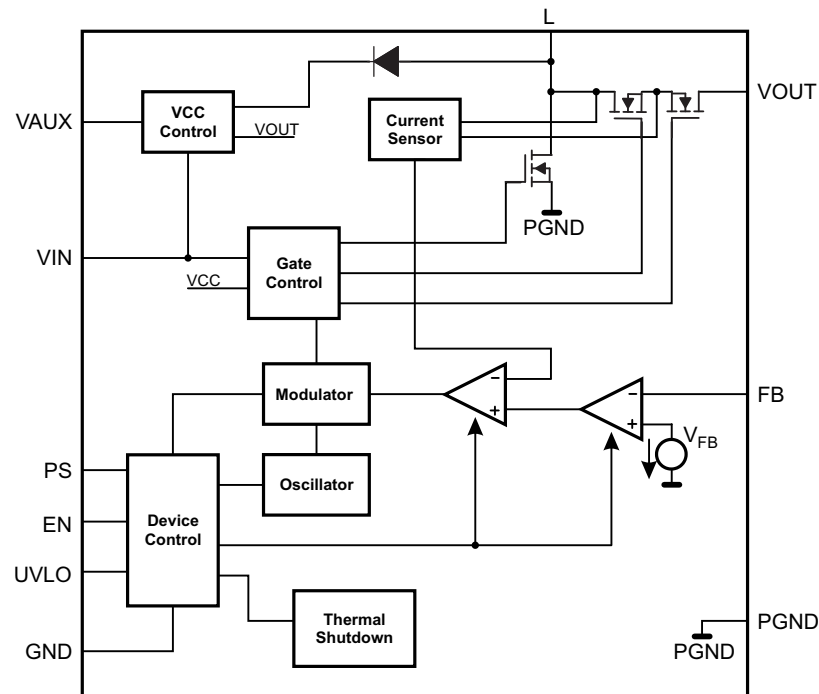 L
VAUX
VCC
Control
VOUT
Current
Sensor
VOUT
PGND
VIN
VCC
Gate
Control
Modulator
-
+
-
+
FB
VFB
PS
EN
UVLO
GND
Device
Control
Oscillator
Thermal
Shutdown
PGND
PGND